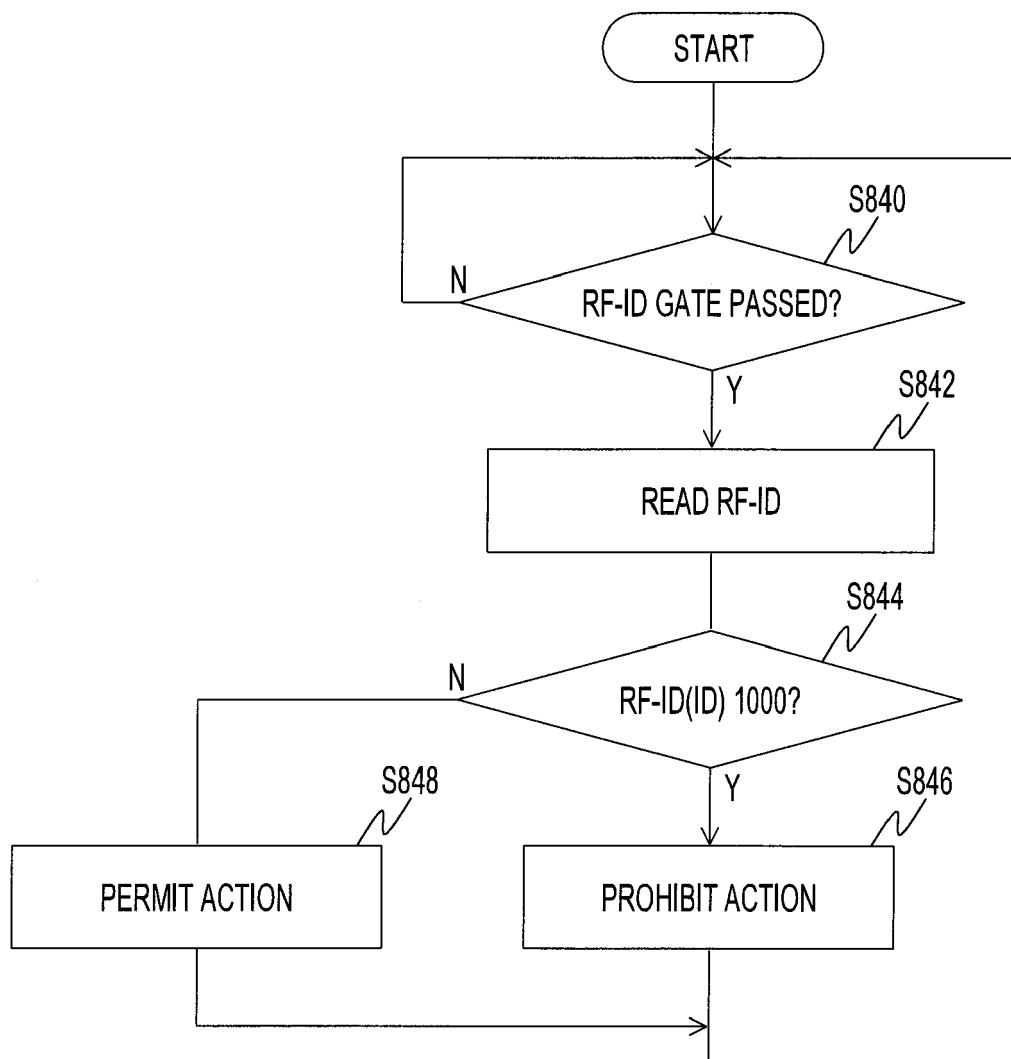 START
S840
N
RF-ID GATE PASSED?
Y
S842
READ RF-ID
S844
N
RF-ID(ID) 1000?
Y
S848
S846
PERMIT ACTION
PROHIBIT ACTION